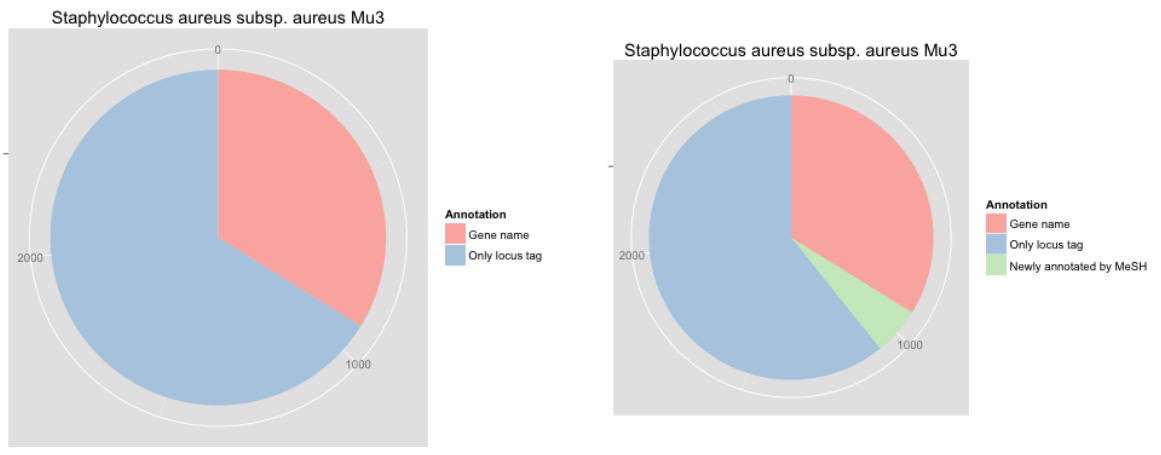 Staphylococcus aureus subsp. aureus Mu3
0
2000
1000
Annotation
Gene name
Only locus tag
Staphylococcus aureus subsp. aureus Mu3
0
2000
1000
Annotation
Gene name
Only locus tag
Newly annotated by MeSH